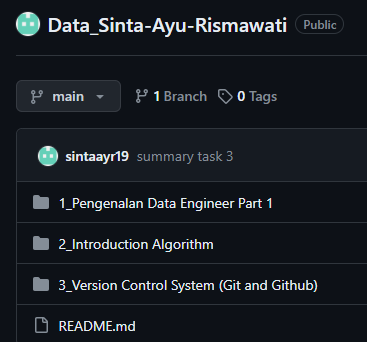 Data_Sinta-Ayu-Rismawati Public
main 1 Branch 0 Tags
sintaayr19 summary task 3
1_Pengenalan Data Engineer Part 1
2_Introduction Algorithm
3_Version Control System (Git and Github)
README.md